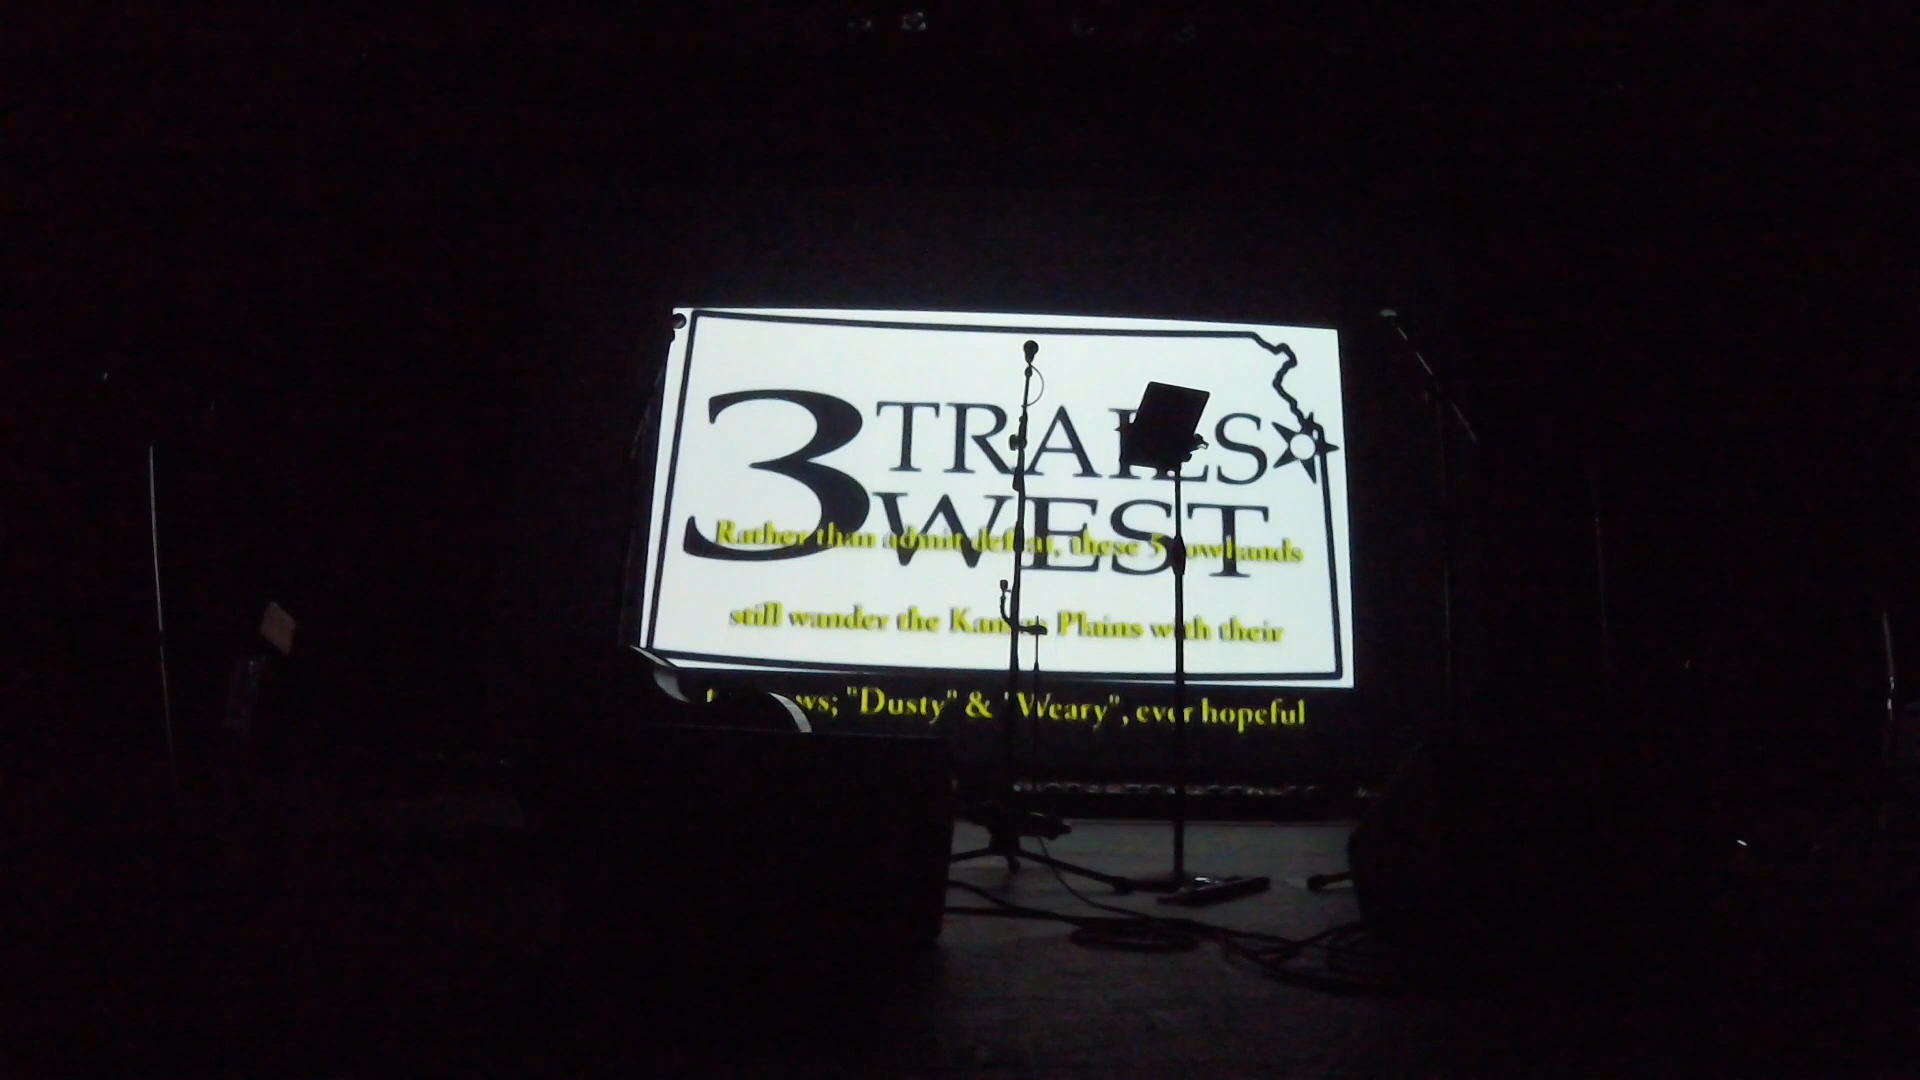 3 TRAILS
WEST
Rather than admit defeat, these 5 cowhands
still wander the Kansas Plains with their
"Dusty" & "Weary", ever hopeful